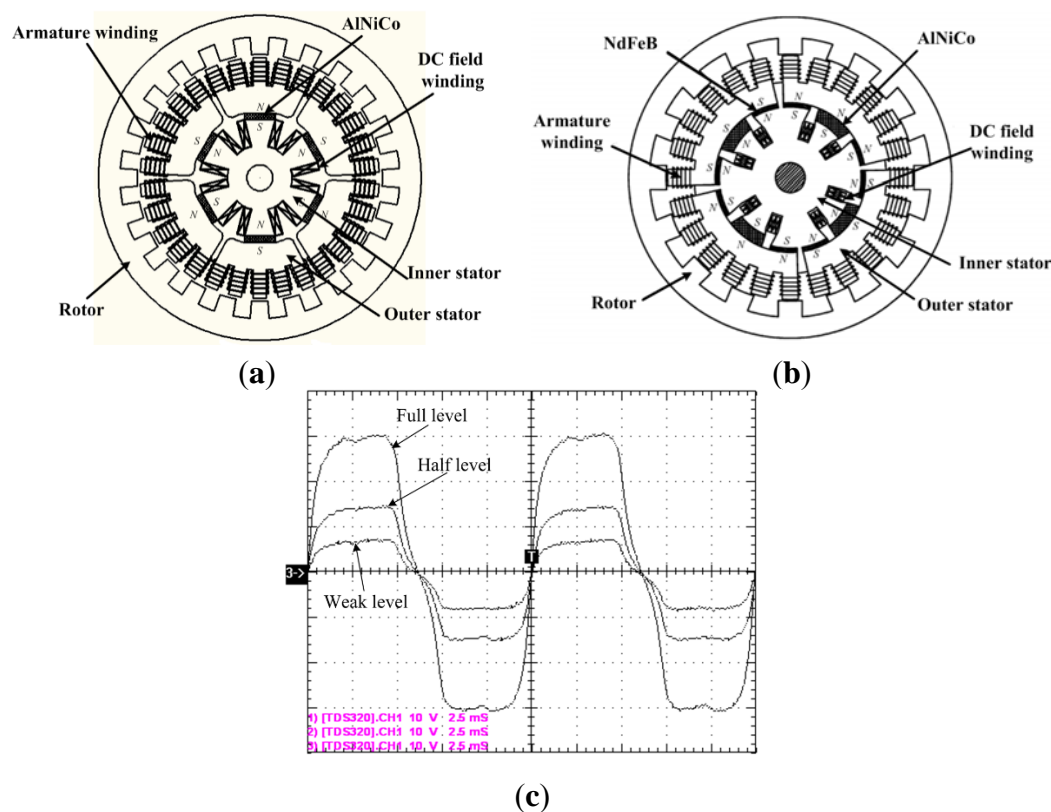 Armature winding
AlNiCo
DC field
winding
N
S
S
N
S
N
N
S
N
S
N
S
Inner stator
Outer stator
Rotor
(a)
NdFeB
AlNiCo
Armature
winding
DC field
winding
S
N
S
N
S
N
S
N
S
N
S
N
S
N
S
N
Inner stator
Outer stator
Rotor
(b)
Full level
Half level
Weak level
T
3->
1) [TDS320].CH1 10 V 2.5 mS
2) [TDS320].CH1 10 V 2.5 mS
3) [TDS320].CH1 10 V 2.5 mS
(c)